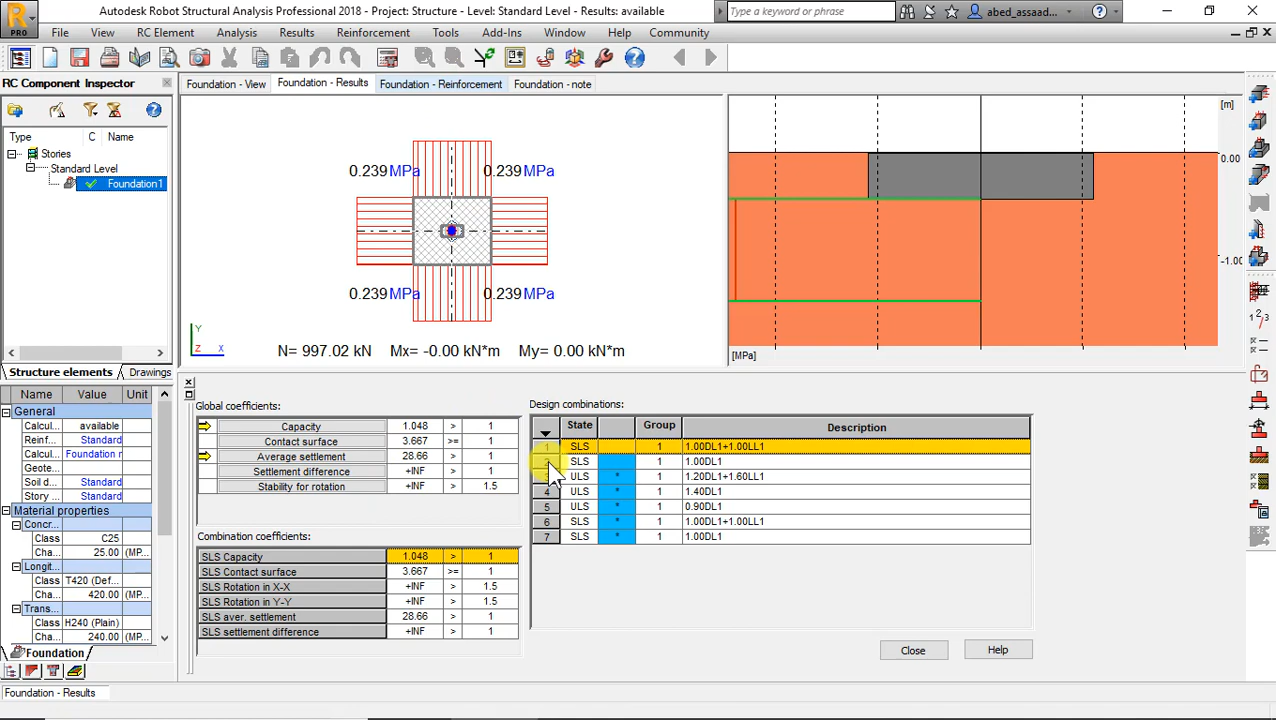 Autodesk Robot Structural Analysis Professional 2018 - Project: Structure - Level: Standard Level - Results: available
Type a keyword or phrase
abed_assaad...
R PRO
File View RC Element Analysis Results Reinforcement Tools Add-Ins Window Help Community
RC Component Inspector
Foundation - View Foundation - Results Foundation - Reinforcement Foundation - note
Type C Name
Stories
Standard Level
Foundation1
0.239MPa 0.239MPa
0.239MPa 0.239MPa
Y
Z X
N= 997.02 kN Mx= -0.00 kN*m My= 0.00 kN*m
[m]
0.00
-1.00
[MPa]
Structure elements Drawings
Name Value Unit
General
Calcul... available
Reinf... Standard
Calcul... Foundation r
Geote...
Soil d... Standard
Story ... Standard
Material properties
Concr...
Class C25
Cha... 25.00 (MP...
Longit...
Class T420 (Def...
Cha... 420.00 (MP...
Trans...
Class H240 (Plain)
Cha... 240.00 (MP...
Foundation
Foundation - Results
Global coefficients:
Capacity 1.048 > 1
Contact surface 3.667 >= 1
Average settlement 28.66 > 1
Settlement difference +INF > 1
Stability for rotation +INF > 1.5
Combination coefficients:
SLS Capacity 1.048 > 1
SLS Contact surface 3.667 >= 1
SLS Rotation in X-X +INF > 1.5
SLS Rotation in Y-Y +INF > 1.5
SLS aver. settlement 28.66 > 1
SLS settlement difference +INF > 1
Design combinations:
State Group Description
1 SLS 1 1.00DL1+1.00LL1
2 SLS 1 1.00DL1
ULS * 1 1.20DL1+1.60LL1
4 ULS * 1 1.40DL1
5 ULS * 1 0.90DL1
6 SLS * 1 1.00DL1+1.00LL1
7 SLS * 1 1.00DL1
Close Help